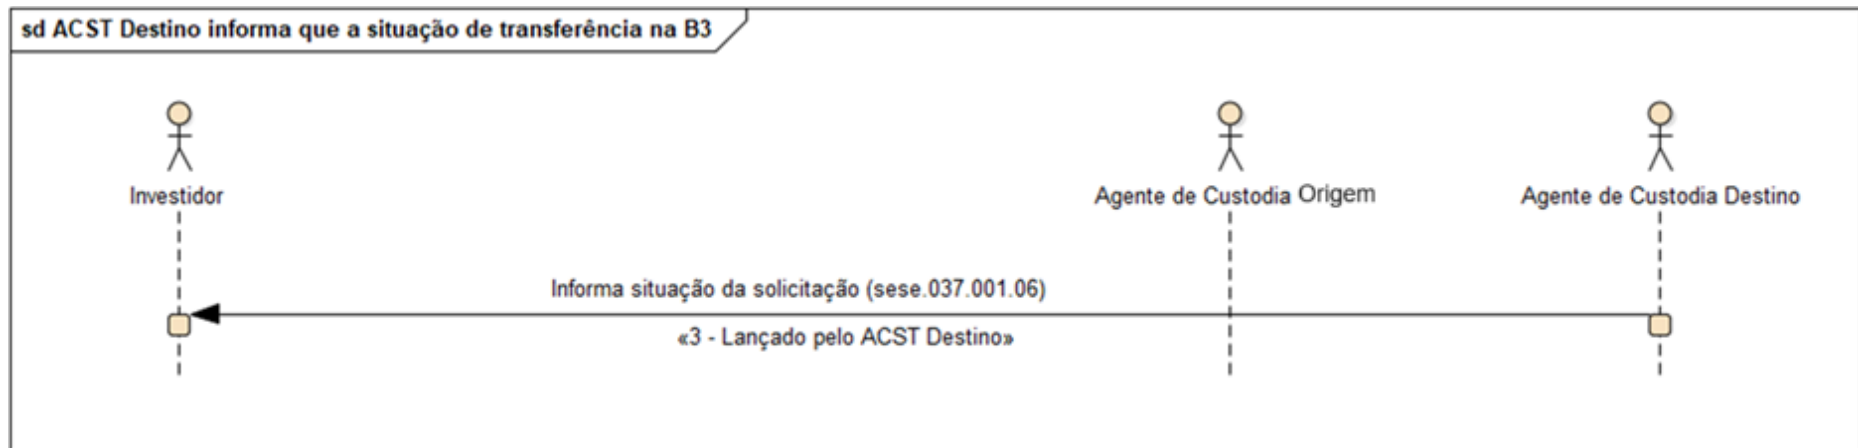 sd ACST Destino informa que a situação de transferência na B3
Investidor
Agente de Custodia Origem
Agente de Custodia Destino
Informa situação da solicitação (sese.037.001.06)
«3 - Lançado pelo ACST Destino»